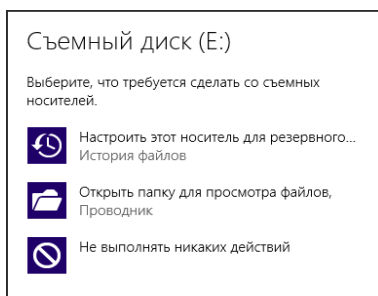 Съемный диск (E:)
Выберите, что требуется сделать со съемных
носителей.
Настроить этот носитель для резервного...
История файлов
Открыть папку для просмотра файлов,
Проводник
Не выполнять никаких действий